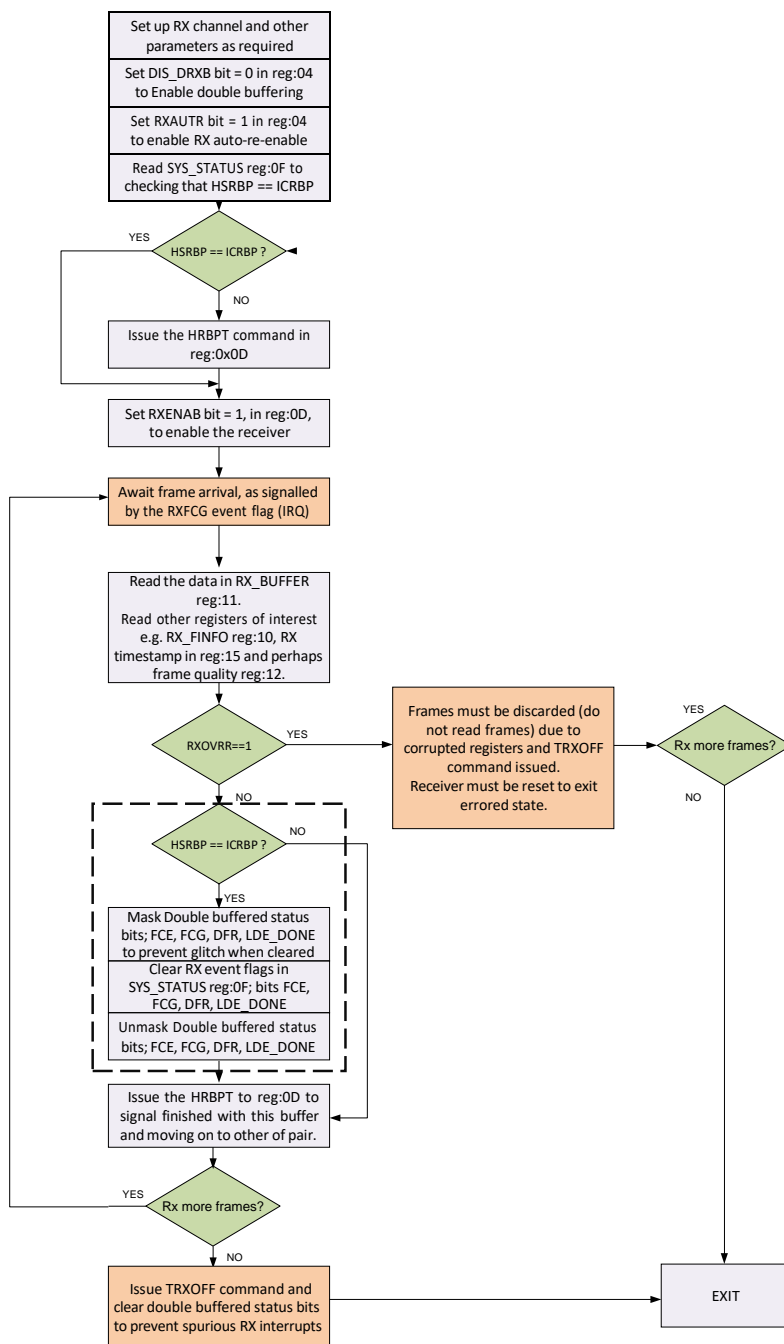 Set up RX channel and other
parameters as required
Set DIS_DRXB bit = 0 in reg:04
to Enable double buffering
Set RXAUTR bit = 1 in reg:04
to enable RX auto-re-enable
Read SYS_STATUS reg:0F to
checking that HSRBP == ICRBP
YES
HSRBP == ICRBP ?
NO
Issue the HRBPT command in
reg:0x0D
Set RXENAB bit = 1, in reg:0D,
to enable the receiver
Await frame arrival, as signalled
by the RXFCG event flag (IRQ)
Read the data in RX_BUFFER
reg:11.
Read other registers of interest
e.g. RX_FINFO reg:10, RX
timestamp in reg:15 and perhaps
frame quality reg:12.
RXOVRR==1
YES
NO
Frames must be discarded (do
not read frames) due to
corrupted registers and TRXOFF
command issued.
Receiver must be reset to exit
errored state.
YES
Rx more frames?
NO
HSRBP == ICRBP ?
NO
YES
Mask Double buffered status
bits; FCE, FCG, DFR, LDE_DONE
to prevent glitch when cleared
Clear RX event flags in
SYS_STATUS reg:0F; bits FCE,
FCG, DFR, LDE_DONE
Unmask Double buffered status
bits; FCE, FCG, DFR, LDE_DONE
Issue the HRBPT to reg:0D to
signal finished with this buffer
and moving on to other of pair.
YES
Rx more frames?
NO
Issue TRXOFF command and
clear double buffered status bits
to prevent spurious RX interrupts
EXIT